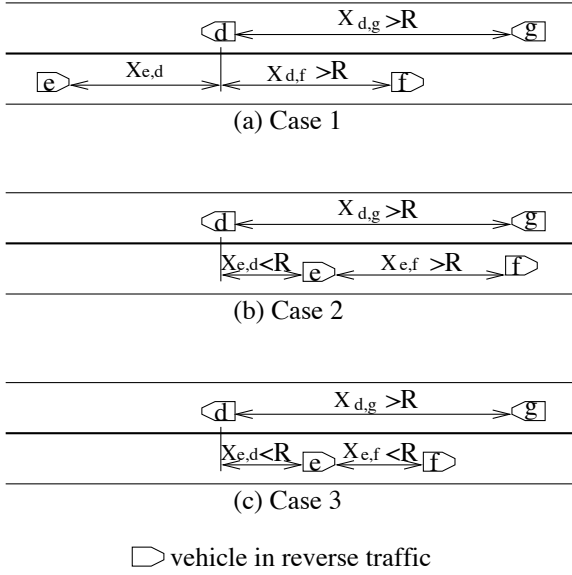 d X d,g >R g
e Xe,d X d,f >R f
(a) Case 1
d X d,g >R g
Xe,d<R e Xe,f >R f
(b) Case 2
d X d,g >R g
Xe,d<R e Xe,f <R f
(c) Case 3
vehicle in reverse traffic